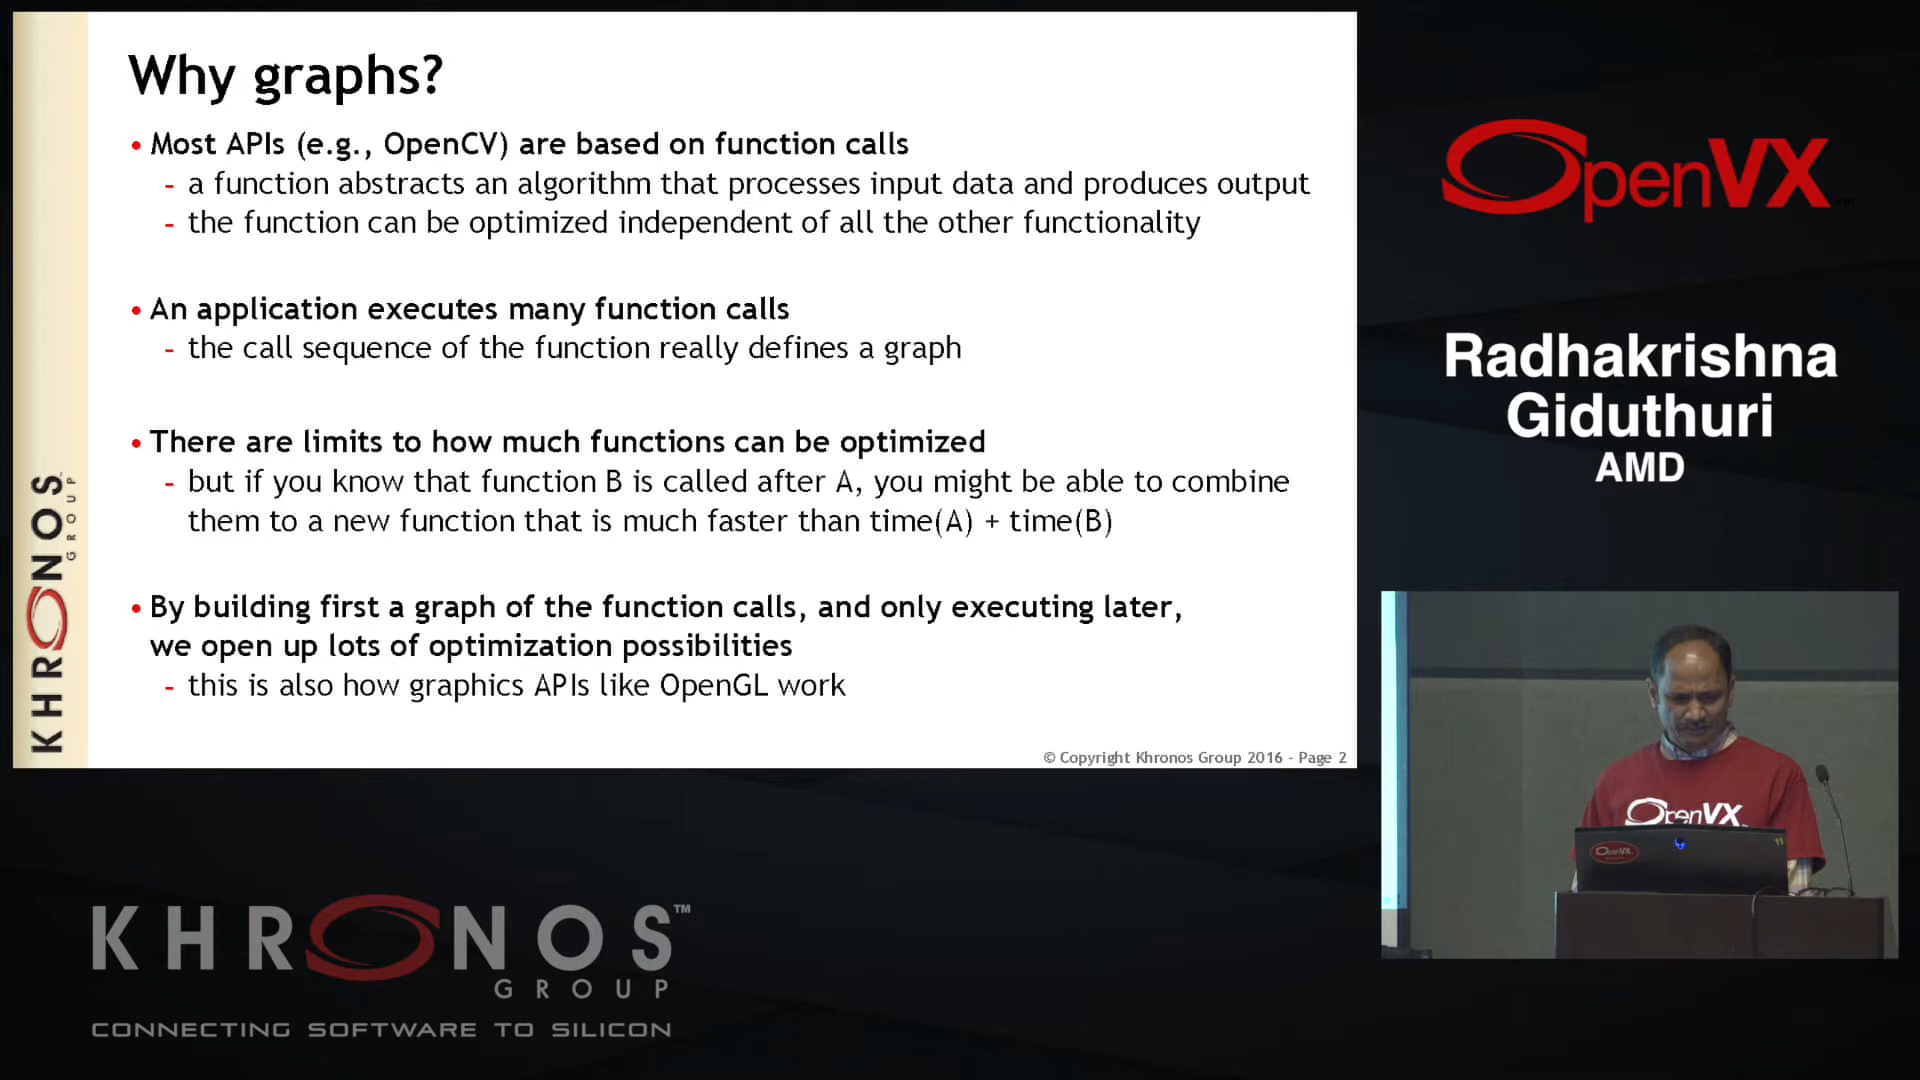 Why graphs?
• Most APIs (e.g., OpenCV) are based on function calls
- a function abstracts an algorithm that processes input data and produces output
- the function can be optimized independent of all the other functionality
• An application executes many function calls
- the call sequence of the function really defines a graph
• There are limits to how much functions can be optimized
- but if you know that function B is called after A, you might be able to combine
them to a new function that is much faster than time(A) + time(B)
• By building first a graph of the function calls, and only executing later,
we open up lots of optimization possibilities
- this is also how graphics APIs like OpenGL work
© Copyright Khronos Group 2016 - Page 2
KHRONOS
GROUP
OpenVX
Radhakrishna
Giduthuri
AMD
OpenVX
OpenVX
11
KHRONOS™
GROUP
CONNECTING SOFTWARE TO SILICON